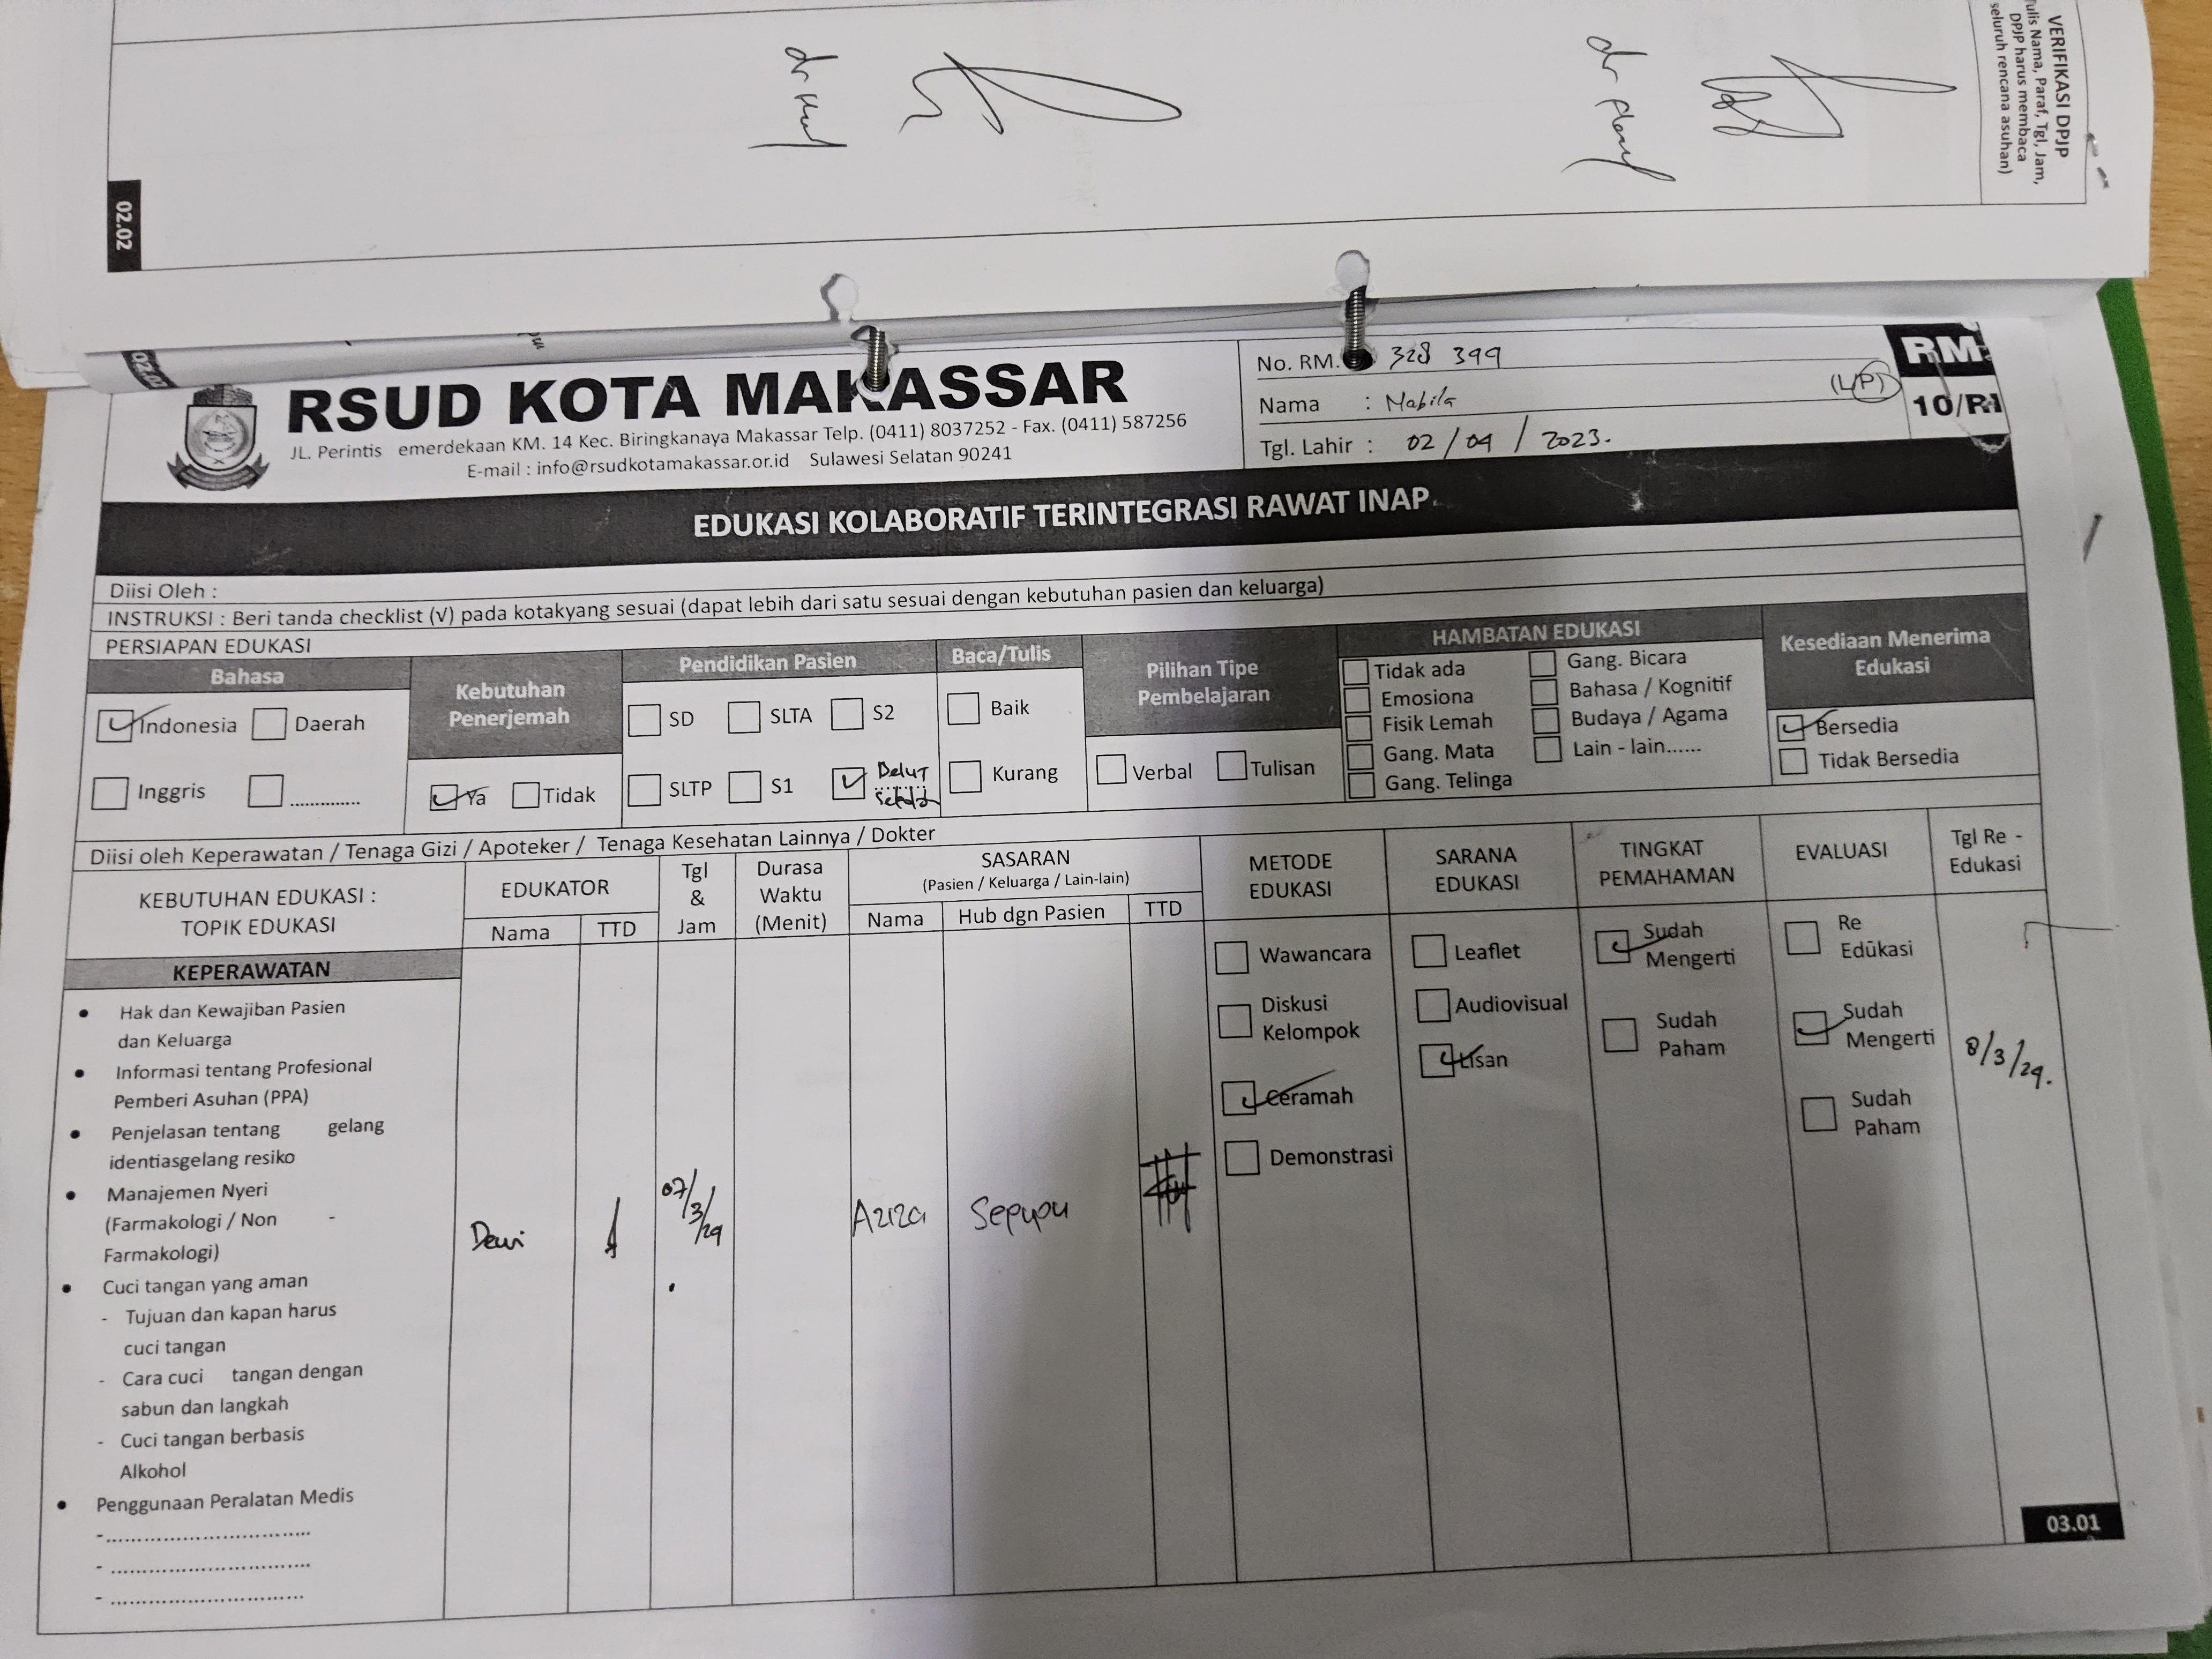 VERIFIKASI DPJP
Tulis Nama, Paraf, Tgl, Jam,
DPJP harus membaca
seluruh rencana asuhan)
dr
dr
02.02
RSUD KOTA MAKASSAR
JL. Perintis emerdekaan KM. 14 Kec. Biringkanaya Makassar Telp. (0411) 8037252 - Fax. (0411) 587256
E-mail : info@rsudkotamakassar.or.id Sulawesi Selatan 90241
No. RM. 328 399
Nama : Nabila (L/P)
Tgl. Lahir : 02/04/2023.
RM
10/RI
EDUKASI KOLABORATIF TERINTEGRASI RAWAT INAP
Diisi Oleh :
INSTRUKSI : Beri tanda checklist (√) pada kotakyang sesuai (dapat lebih dari satu sesuai dengan kebutuhan pasien dan keluarga)
PERSIAPAN EDUKASI
Bahasa
Indonesia Daerah
Inggris ..............
Kebutuhan
Penerjemah
Ya Tidak
Pendidikan Pasien
SD SLTA S2
SLTP S1 Belum
Sekolah
Baca/Tulis
Baik
Kurang
Pilihan Tipe
Pembelajaran
Verbal Tulisan
HAMBATAN EDUKASI
Tidak ada Gang. Bicara
Emosiona Bahasa / Kognitif
Fisik Lemah Budaya / Agama
Gang. Mata Lain - lain......
Gang. Telinga
Kesediaan Menerima
Edukasi
Bersedia
Tidak Bersedia
Diisi oleh Keperawatan / Tenaga Gizi / Apoteker / Tenaga Kesehatan Lainnya / Dokter
KEBUTUHAN EDUKASI :
TOPIK EDUKASI
EDUKATOR
Nama TTD
Tgl
&
Jam
Durasa
Waktu
(Menit)
SASARAN
(Pasien / Keluarga / Lain-lain)
Nama Hub dgn Pasien TTD
METODE
EDUKASI
SARANA
EDUKASI
TINGKAT
PEMAHAMAN
EVALUASI
Tgl Re -
Edukasi
KEPERAWATAN
• Hak dan Kewajiban Pasien
dan Keluarga
• Informasi tentang Profesional
Pemberi Asuhan (PPA)
• Penjelasan tentang gelang
identiasgelang resiko
• Manajemen Nyeri
(Farmakologi / Non -
Farmakologi)
• Cuci tangan yang aman
- Tujuan dan kapan harus
cuci tangan
- Cara cuci tangan dengan
sabun dan langkah
- Cuci tangan berbasis
Alkohol
• Penggunaan Peralatan Medis
-.................................
- ................................
- ................................
Dewi
07/3/24
Aziza
Sepupu
Wawancara
Diskusi
Kelompok
Ceramah
Demonstrasi
Leaflet
Audiovisual
Lisan
Sudah
Mengerti
Sudah
Paham
Re
Edukasi
Sudah
Mengerti
Sudah
Paham
8/3/24.
03.01